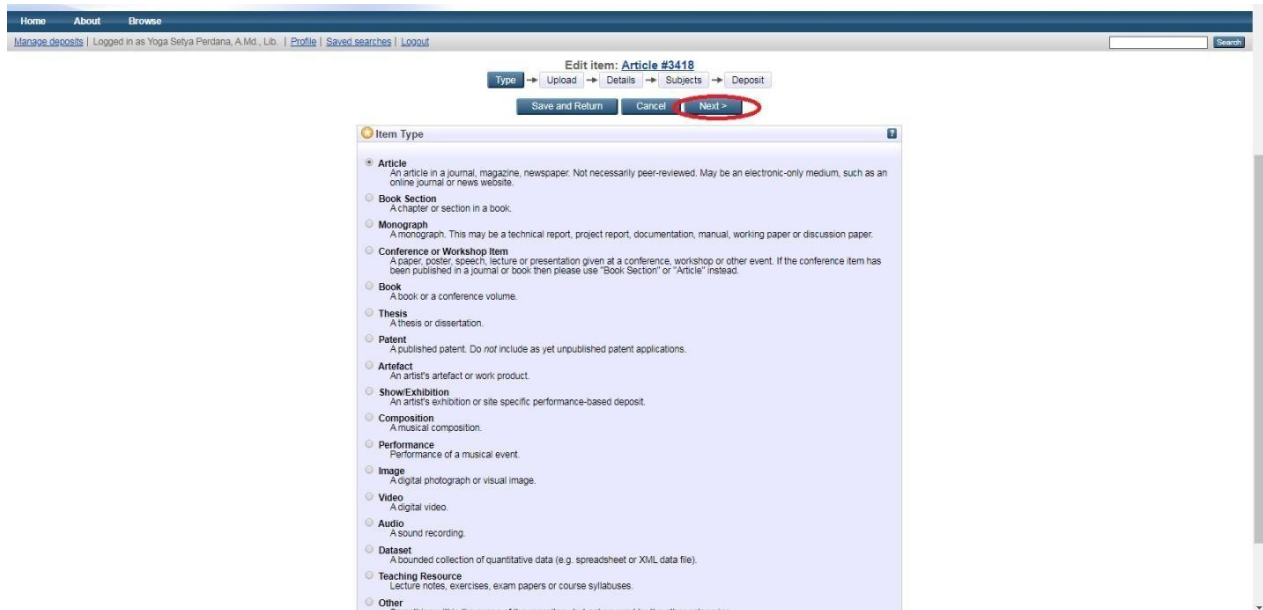 Home About Browse
Manage deposits | Logged in as Yoga Setya Perdana, A.Md., Lib. | Profile | Saved searches | Logout
Search
Edit item: Article #3418
Type → Upload → Details → Subjects → Deposit
Save and Return Cancel Next >
Item Type ?
Article
An article in a journal, magazine, newspaper. Not necessarily peer-reviewed. May be an electronic-only medium, such as an
online journal or news website.
Book Section
A chapter or section in a book.
Monograph
A monograph. This may be a technical report, project report, documentation, manual, working paper or discussion paper.
Conference or Workshop Item
A paper, poster, speech, lecture or presentation given at a conference, workshop or other event. If the conference item has
been published in a journal or book then please use "Book Section" or "Article" instead.
Book
A book or a conference volume.
Thesis
A thesis or dissertation.
Patent
A published patent. Do not include as yet unpublished patent applications.
Artefact
An artist's artefact or work product.
Show/Exhibition
An artist's exhibition or site specific performance-based deposit.
Composition
A musical composition.
Performance
Performance of a musical event.
Image
A digital photograph or visual image.
Video
A digital video.
Audio
A sound recording.
Dataset
A bounded collection of quantitative data (e.g. spreadsheet or XML data file).
Teaching Resource
Lecture notes, exercises, exam papers or course syllabuses.
Other